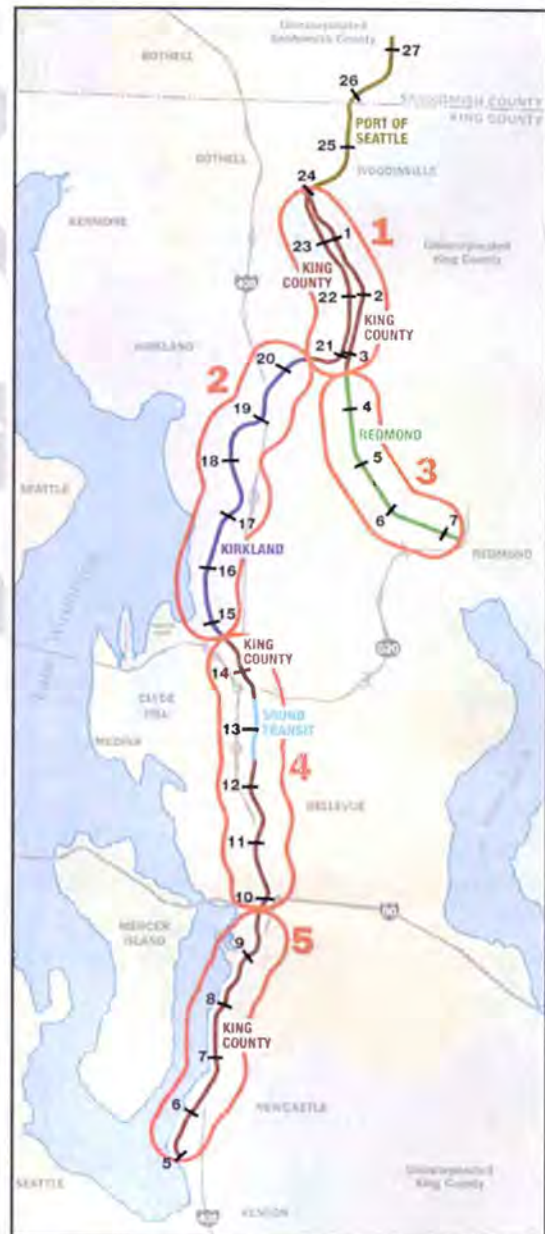 Unincorporated
Snohomish County
27
BOTHELL
26
SNOHOMISH COUNTY
KING COUNTY
PORT OF
SEATTLE
25
BOTHELL
WOODINVILLE
24
1
1
KENMORE
23
Unincorporated
King County
KING
COUNTY
405
22
2
KING
COUNTY
KIRKLAND
21
3
20
2
4
19
REDMOND
18
5
3
SEATTLE
17
6
7
KIRKLAND
REDMOND
16
15
520
KING
COUNTY
14
CLYDE
HILL
SOUND
TRANSIT
13
MEDINA
4
12
BELLEVUE
11
10
90
MERCER
ISLAND
5
9
8
KING
COUNTY
7
6
NEWCASTLE
5
SEATTLE
Unincorporated
King County
RENTON
405